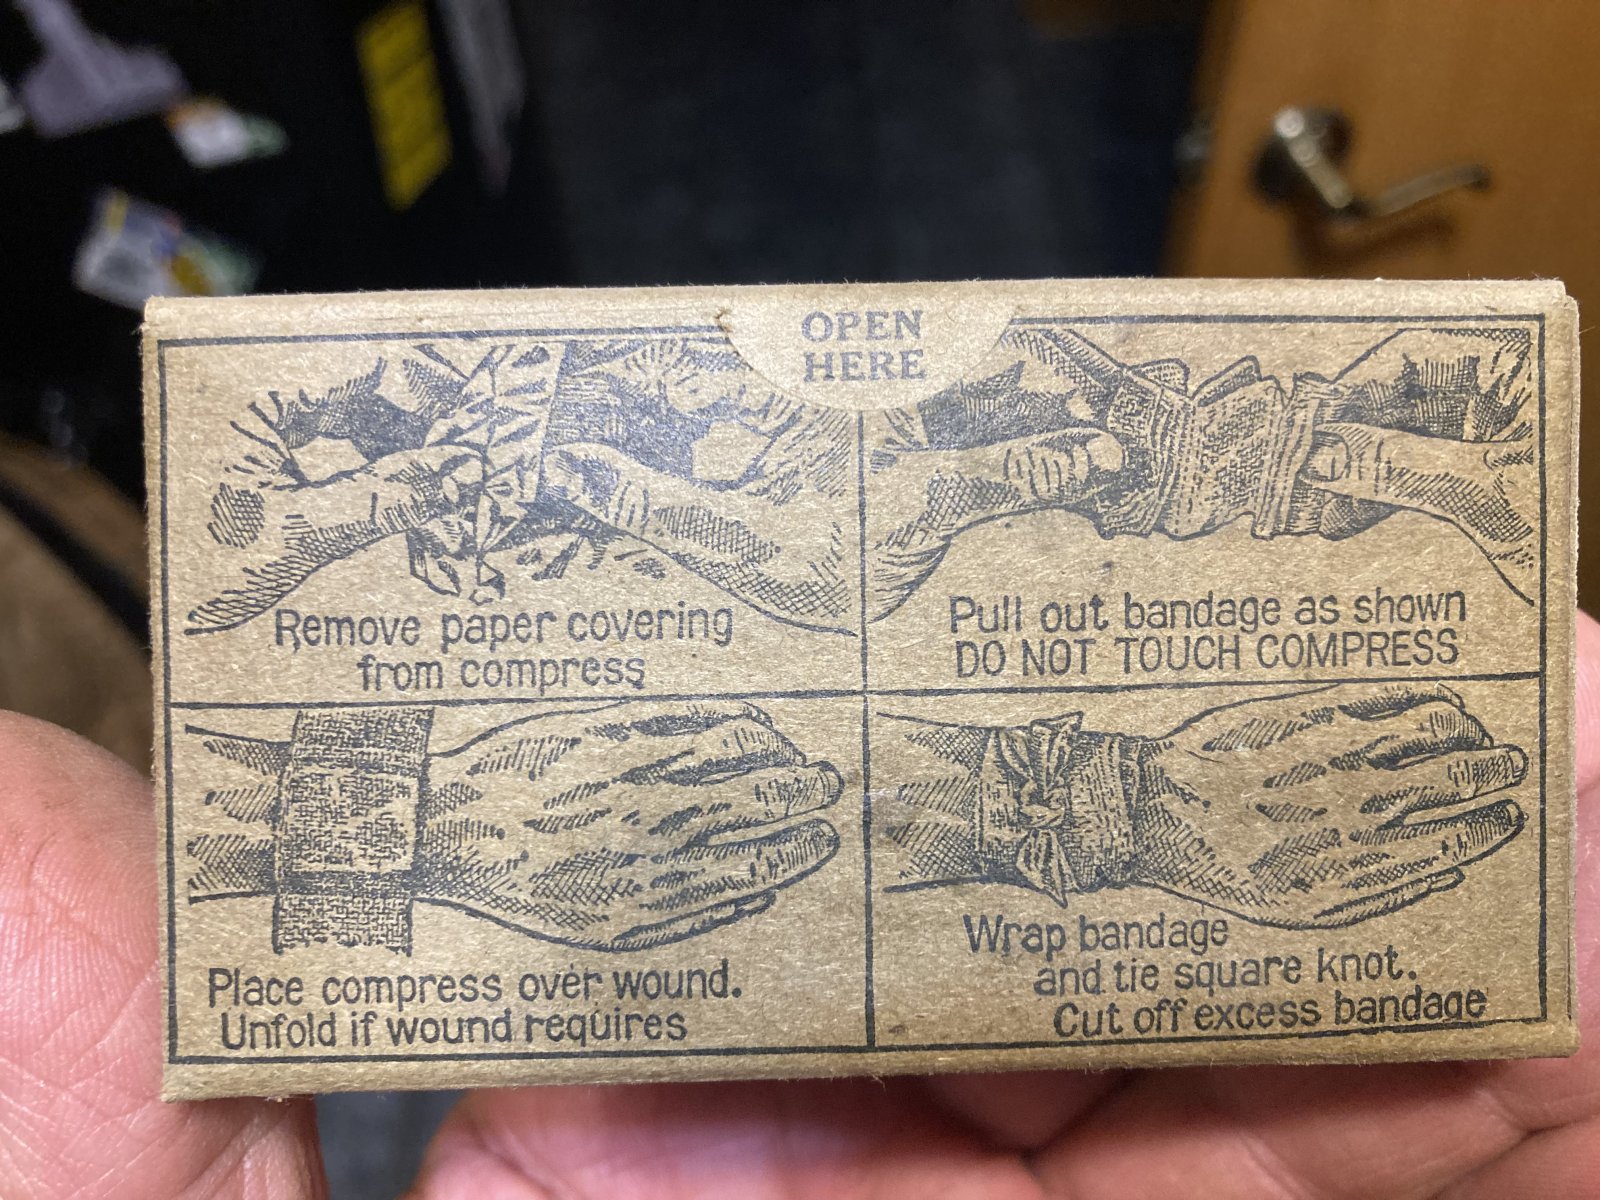 OPEN
HERE
Remove paper covering
from compress
Pull out bandage as shown
DO NOT TOUCH COMPRESS
Place compress over wound.
Unfold if wound requires
Wrap bandage
and tie square knot.
Cut off excess bandage